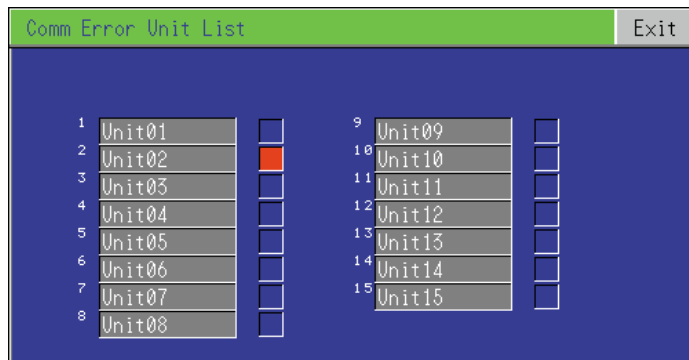 Comm Error Unit List Exit
1 Unit01
2 Unit02
3 Unit03
4 Unit04
5 Unit05
6 Unit06
7 Unit07
8 Unit08
9 Unit09
10 Unit10
11 Unit11
12 Unit12
13 Unit13
14 Unit14
15 Unit15